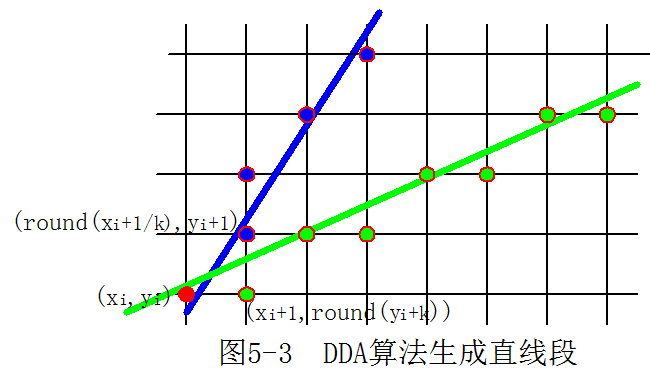 (round(xi+1/k),yi+1)
(xi,yi)
(xi+1,round(yi+k))
图5-3 DDA算法生成直线段